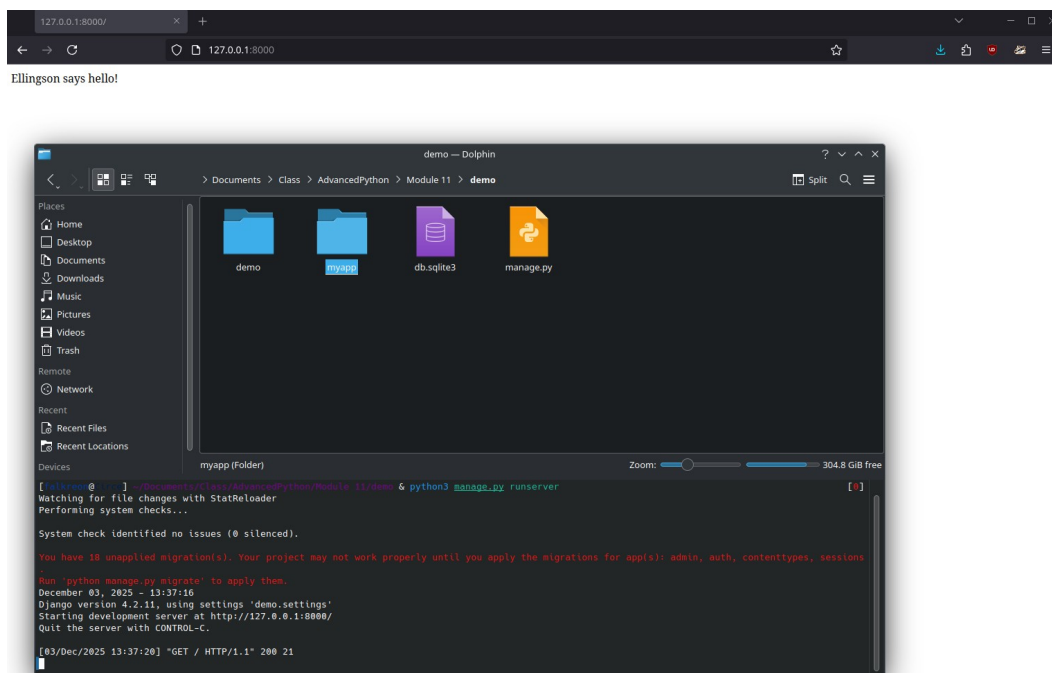 127.0.0.1:8000/
127.0.0.1:8000
Ellingson says hello!
demo — Dolphin
Documents > Class > AdvancedPython > Module 11 > demo
Split
Places
Home
Desktop
Documents
Downloads
Music
Pictures
Videos
Trash
Remote
Network
Recent
Recent Files
Recent Locations
Devices
demo
myapp
db.sqlite3
manage.py
myapp (Folder)
Zoom:
304.8 GiB free
[ @ ] ~/Documents/Class/AdvancedPython/Module 11/demo & python3 manage.py runserver [0]
Watching for file changes with StatReloader
Performing system checks...
System check identified no issues (0 silenced).
You have 18 unapplied migration(s). Your project may not work properly until you apply the migrations for app(s): admin, auth, contenttypes, sessions
.
Run 'python manage.py migrate' to apply them.
December 03, 2025 - 13:37:16
Django version 4.2.11, using settings 'demo.settings'
Starting development server at http://127.0.0.1:8000/
Quit the server with CONTROL-C.
[03/Dec/2025 13:37:20] "GET / HTTP/1.1" 200 21